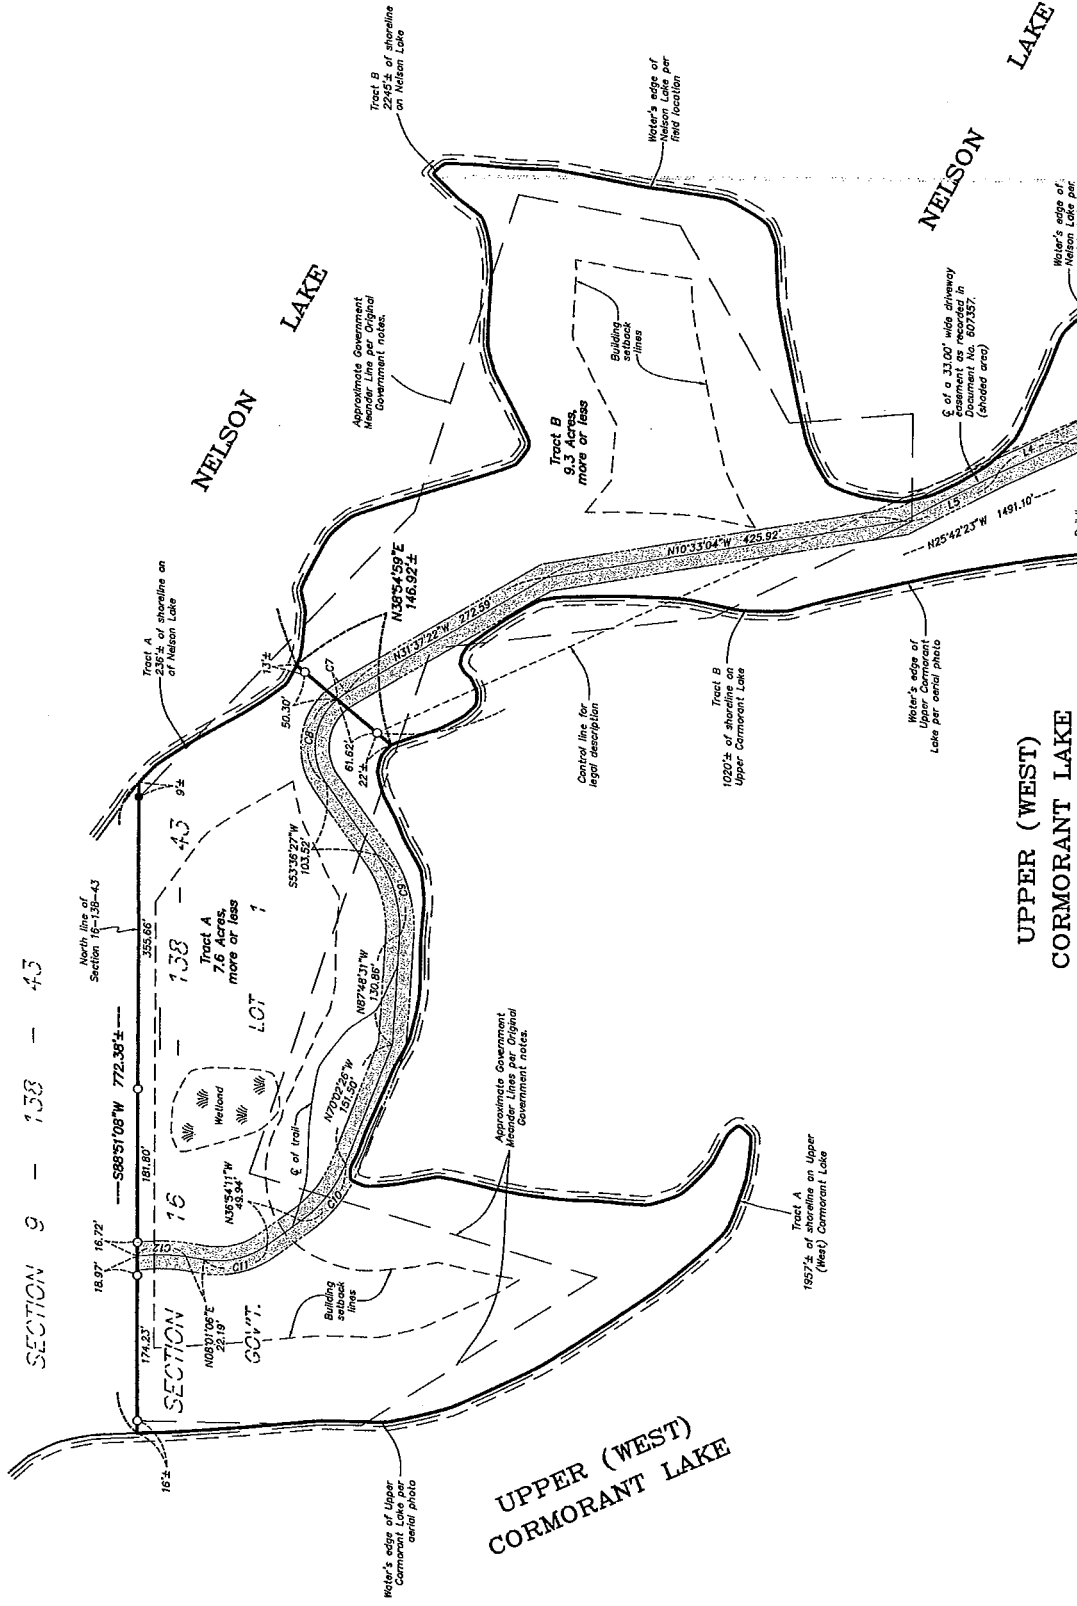 SECTION 9 - 138 - 43
North line of
Section 16-138-43
S88°51'08"W 772.38'±
16'±
174.23'
18.97'
16.72'
181.80'
355.66'
9'±
SECTION 16 - 138 - 43
GOV'T. LOT 1
Tract A
7.6 Acres,
more or less
Wetland
Tract A
236'± of shoreline on
of Nelson Lake
NELSON LAKE
13'±
50.30'
61.62'
22'±
C7
C8
N38°54'59"E
146.92'±
S53°36'27"W
103.52'
C9
N87°48'31"W
130.86'
N70°02'26"W
151.50'
℄ of trail
C10
N36°54'11"W
49.94'
C11
C12
N08°01'06"E
22.19'
Building
setback
lines
Water's edge of Upper
Cormorant Lake per
aerial photo
UPPER (WEST)
CORMORANT LAKE
Approximate Government
Meander Lines per Original
Government notes.
Tract A
1957'± of shoreline on Upper
(West) Cormorant Lake
Approximate Government
Meander Line per Original
Government notes.
Tract B
2245'± of shoreline
on Nelson Lake
Tract B
9.3 Acres,
more or less
Building
setback
lines
Water's edge of
Nelson Lake per
field location
N31°37'22"W 272.59'
N10°33'04"W 425.92'
Control line for
legal description
Tract B
1020'± of shoreline on
Upper Cormorant Lake
Water's edge of
Upper Cormorant
Lake per aerial photo
UPPER (WEST)
CORMORANT LAKE
NELSON LAKE
℄ of a 33.00' wide driveway
easement as recorded in
Document No. 607357.
(shaded area)
L5
L4
N25°42'23"W 1491.10'
Water's edge of
Nelson Lake per